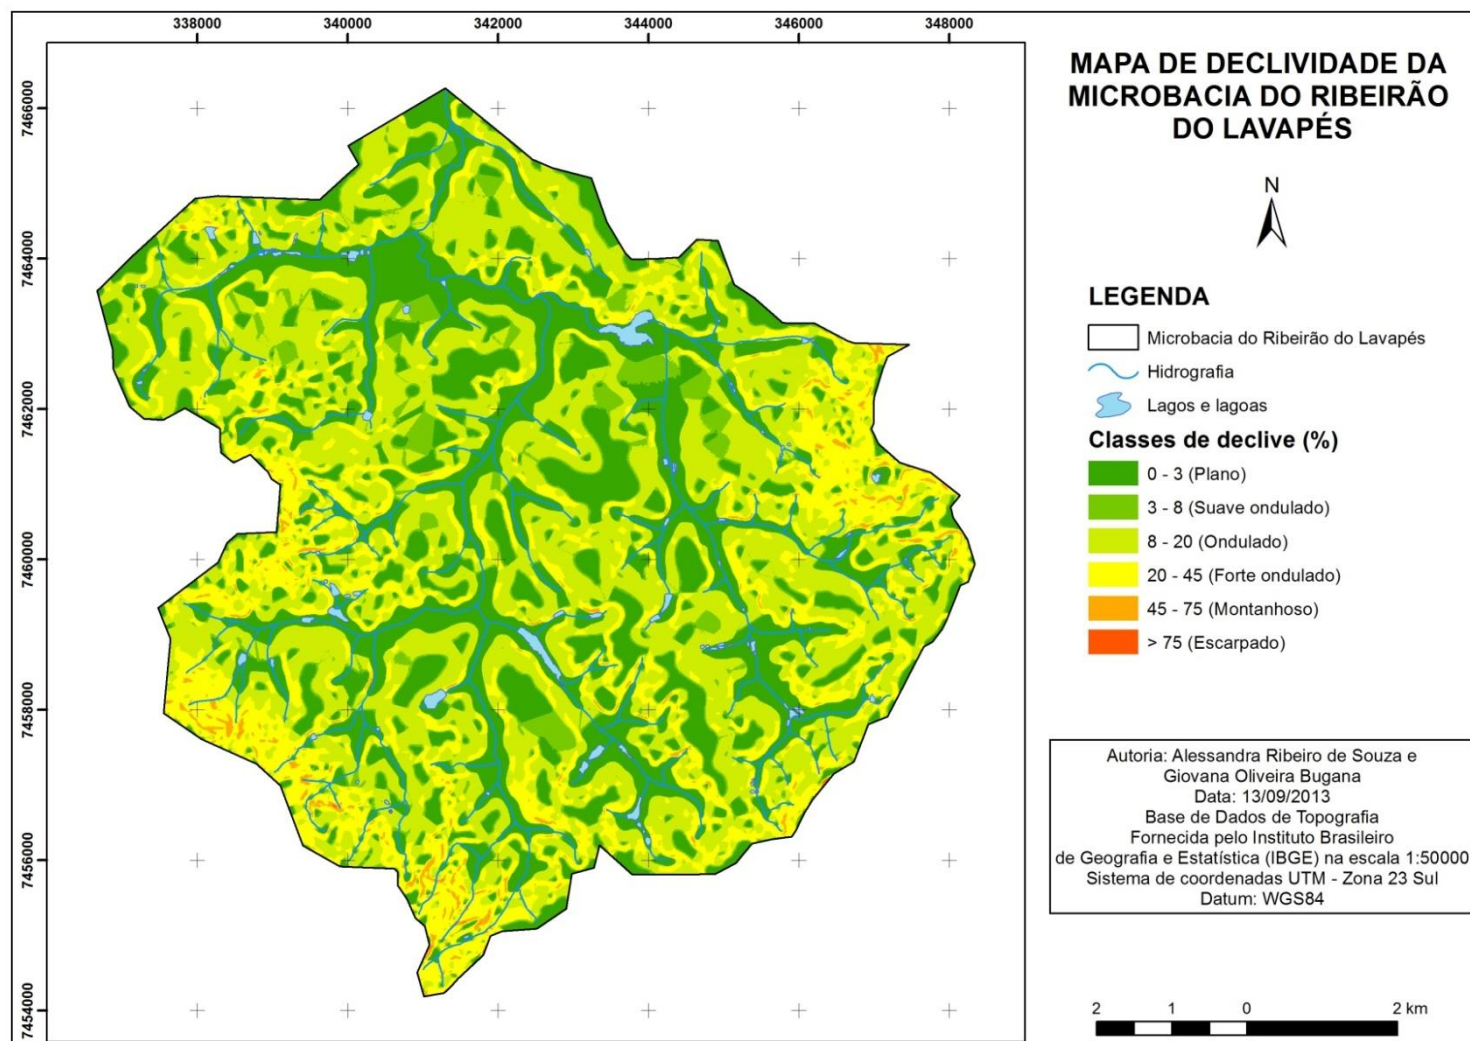 338000 340000 342000 344000 346000 348000
7466000
7464000
7462000
7460000
7458000
7456000
7454000
MAPA DE DECLIVIDADE DA
MICROBACIA DO RIBEIRÃO
DO LAVAPÉS
N
LEGENDA
Microbacia do Ribeirão do Lavapés
Hidrografia
Lagos e lagoas
Classes de declive (%)
0 - 3 (Plano)
3 - 8 (Suave ondulado)
8 - 20 (Ondulado)
20 - 45 (Forte ondulado)
45 - 75 (Montanhoso)
> 75 (Escarpado)
Autoria: Alessandra Ribeiro de Souza e
Giovana Oliveira Bugana
Data: 13/09/2013
Base de Dados de Topografia
Fornecida pelo Instituto Brasileiro
de Geografia e Estatística (IBGE) na escala 1:50000
Sistema de coordenadas UTM - Zona 23 Sul
Datum: WGS84
2 1 0 2 km